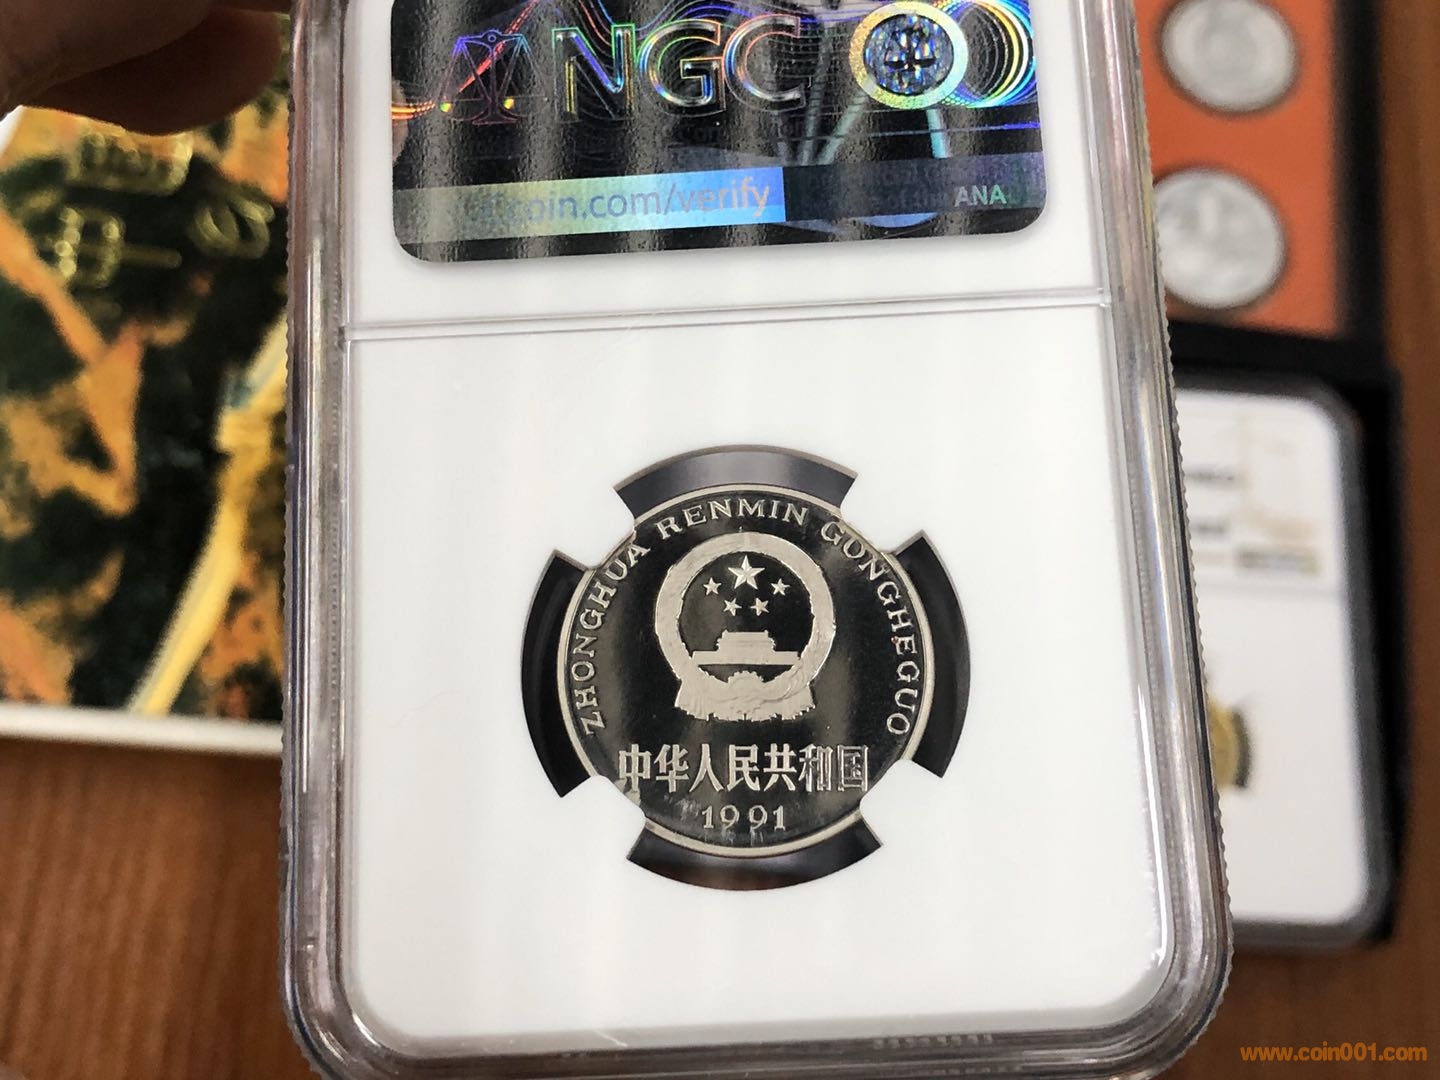 NGC
coin.com/verify
ANA
ZHONGHUA RENMIN GONGHEGUO
中华人民共和国
1991
www.coin001.com